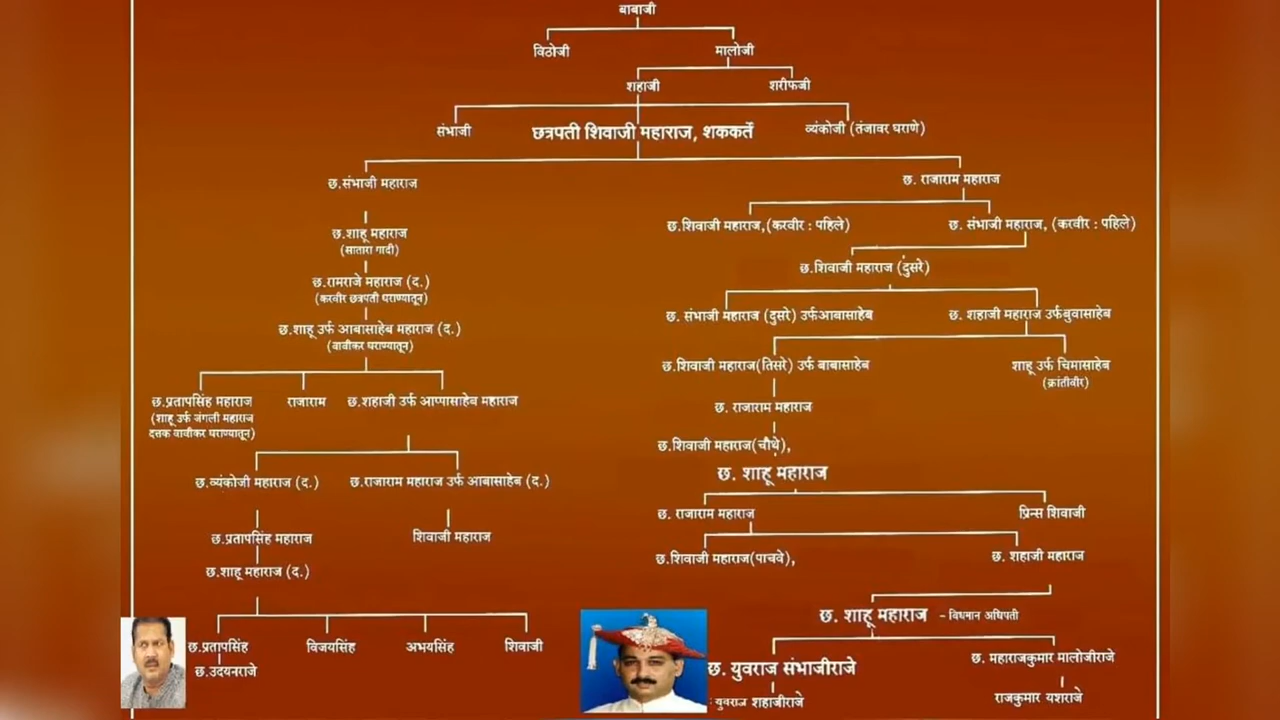 बाबाजी
विठोजी
मालोजी
शहाजी
शरीफजी
संभाजी
छत्रपती शिवाजी महाराज, शककर्ते
व्यंकोजी (तंजावर घराणे)
छ.संभाजी महाराज
छ. राजाराम महाराज
छ.शाहू महाराज
(सातारा गादी)
छ.शिवाजी महाराज,(करवीर : पहिले)
छ. संभाजी महाराज, (करवीर : पहिले)
छ.रामराजे महाराज (द.)
(करवीर छत्रपती घराण्यातून)
छ.शिवाजी महाराज (दुसरे)
छ.शाहू उर्फ आबासाहेब महाराज (द.)
(वावीकर घराण्यातून)
छ. संभाजी महाराज (दुसरे) उर्फआबासाहेब
छ. शहाजी महाराज उर्फबुवासाहेब
छ.शिवाजी महाराज(तिसरे) उर्फ बाबासाहेब
शाहू उर्फ चिमासाहेब
(क्रांतीवीर)
छ.प्रतापसिंह महाराज
(शाहू उर्फ जंगली महाराज
दत्तक वावीकर घराण्यातून)
राजाराम
छ.शहाजी उर्फ आप्पासाहेब महाराज
छ. राजाराम महाराज
छ.शिवाजी महाराज(चौथे),
छ. शाहू महाराज
छ.व्यंकोजी महाराज (द.)
छ.राजाराम महाराज उर्फ आबासाहेब (द.)
छ. राजाराम महाराज
प्रिन्स शिवाजी
छ.प्रतापसिंह महाराज
शिवाजी महाराज
छ.शिवाजी महाराज(पाचवे),
छ. शहाजी महाराज
छ.शाहू महाराज (द.)
छ. शाहू महाराज - विधमान अधिपती
छ.प्रतापसिंह
विजयसिंह
अभयसिंह
शिवाजी
छ.उदयनराजे
छ. युवराज संभाजीराजे
छ. महाराजकुमार मालोजीराजे
युवराज शहाजीराजे
राजकुमार यशराजे